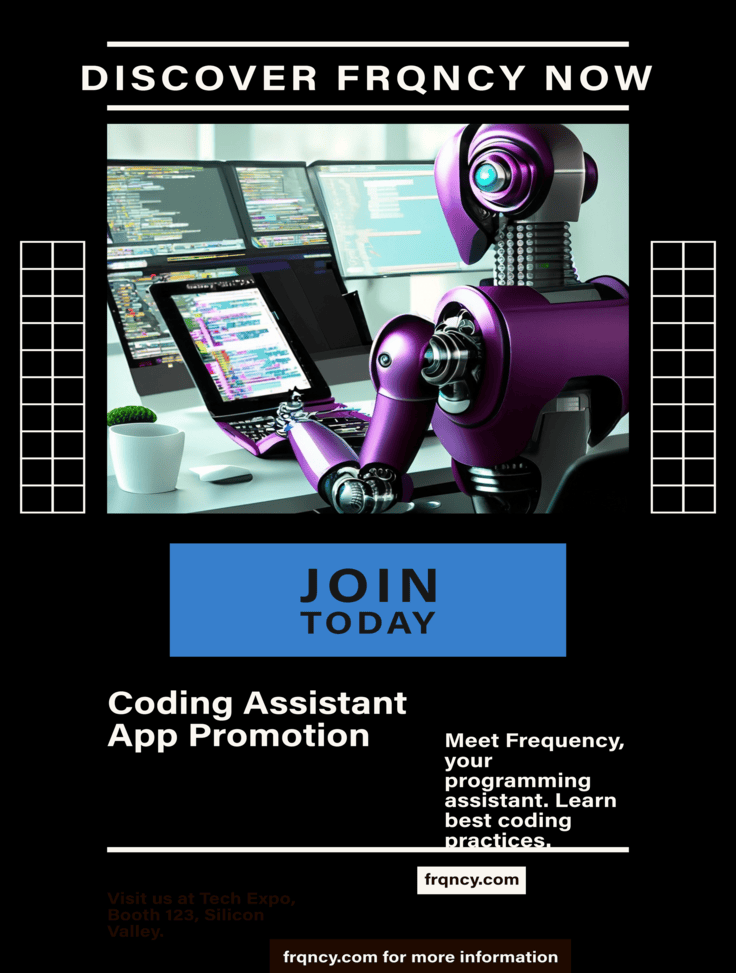 DISCOVER FRQNCY NOW
JOIN
TODAY
Coding Assistant
App Promotion
Meet Frequency,
your
programming
assistant. Learn
best coding
practices.
frqncy.com
Visit us at Tech Expo,
Booth 123, Silicon
Valley.
frqncy.com for more information